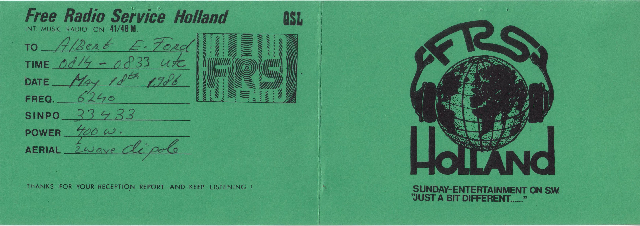 Free Radio Service Holland QSL
INT MUSIC RADIO ON 41/48 M.
TO Albert E. Ford
TIME 0814 - 0833 utc
DATE May 18th 1986
FREQ. 6240
SINPO 33433
POWER 400 w.
AERIAL ½ wave dipole
FRS
THANKS FOR YOUR RECEPTION REPORT AND KEEP LISTENING !
FRS
HOLLAND
SUNDAY-ENTERTAINMENT ON SW
"JUST A BIT DIFFERENT....."